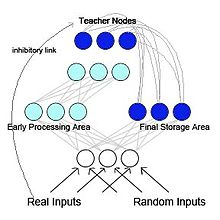 Teacher Nodes
inhibitory link
Early Processing Area
Final Storage Area
Real Inputs
Random Inputs